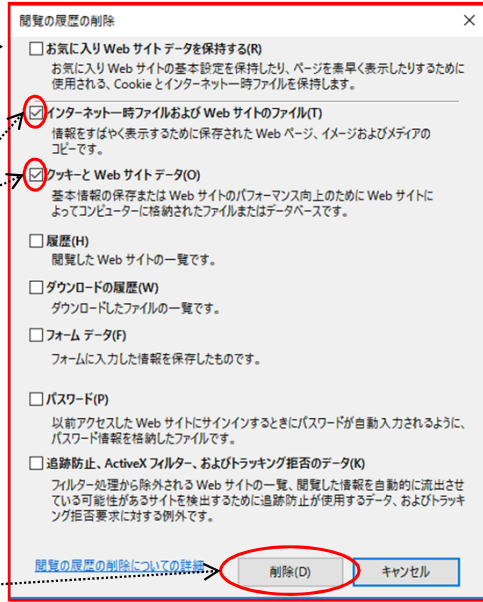 閲覧の履歴の削除
お気に入り Web サイト データを保持する(R)
お気に入り Web サイトの基本設定を保持したり、ページを素早く表示したりするために
使用される、Cookie とインターネット一時ファイルを保持します。
インターネット一時ファイルおよび Web サイトのファイル(T)
情報をすばやく表示するために保存された Web ページ、イメージおよびメディアの
コピーです。
クッキーと Web サイト データ(O)
基本情報の保存または Web サイトのパフォーマンス向上のために Web サイトに
よってコンピューターに格納されたファイルまたはデータベースです。
履歴(H)
閲覧した Web サイトの一覧です。
ダウンロードの履歴(W)
ダウンロードしたファイルの一覧です。
フォーム データ(F)
フォームに入力した情報を保存したものです。
パスワード(P)
以前アクセスした Web サイトにサインインするときにパスワードが自動入力されるように、
パスワード情報を格納したファイルです。
追跡防止、ActiveX フィルター、およびトラッキング拒否のデータ(K)
フィルター処理から除外される Web サイトの一覧、閲覧した情報を自動的に流出させ
ている可能性があるサイトを検出するために追跡防止が使用するデータ、およびトラッキ
ング拒否要求に対する例外です。
閲覧の履歴の削除についての詳細
削除(D)
キャンセル